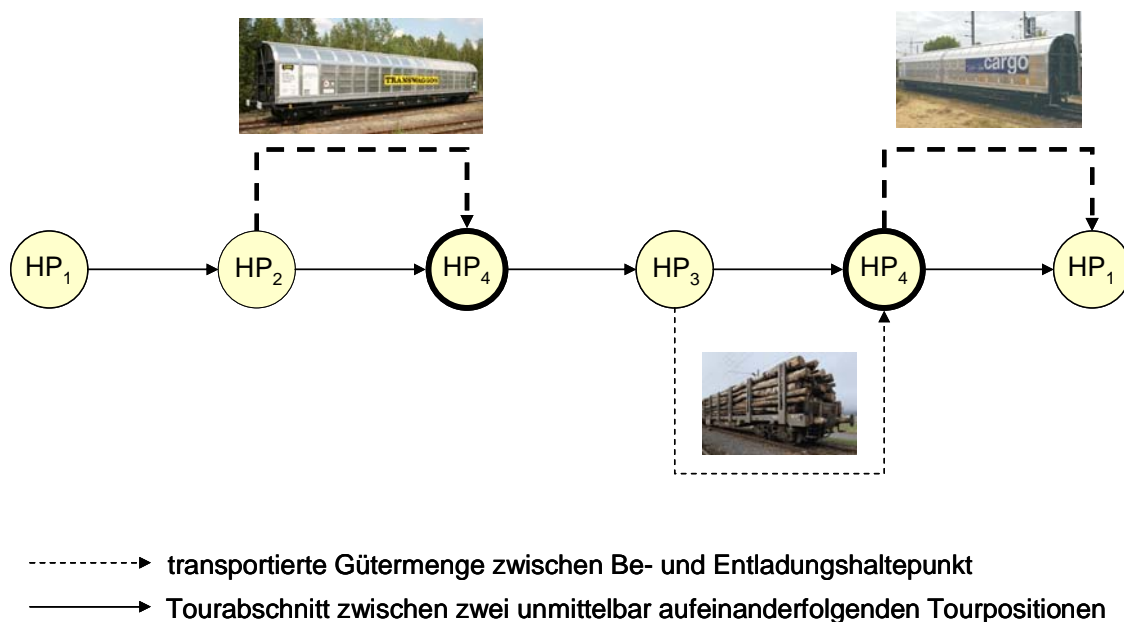 TRANSWAGGON
cargo
HP1
HP2
HP4
HP3
HP4
HP1
transportierte Gütermenge zwischen Be- und Entladungshaltepunkt
Tourabschnitt zwischen zwei unmittelbar aufeinanderfolgenden Tourpositionen